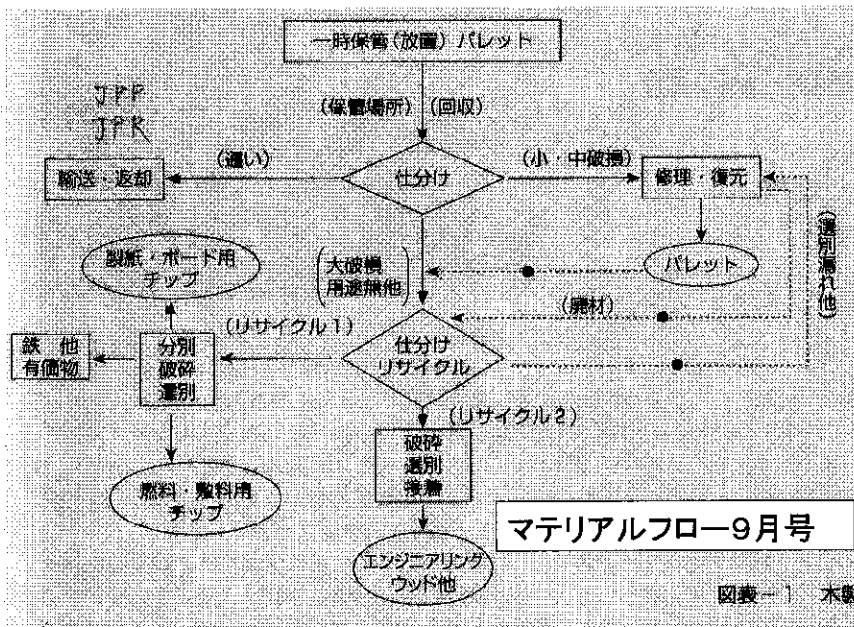 一時保管(放置)パレット
JPP
JPR
(保管場所)(回収)
(遠い)
(小・中破損)
輸送・返却
仕分け
修理・復元
(選別漏れ他)
製紙・ボード用
チップ
大破損
用途無他
パレット
(廃材)
(リサイクル1)
鉄 他
有価物
分別
破砕
選別
仕分け
リサイクル
(リサイクル2)
破砕
選別
接着
燃料・敷料用
チップ
マテリアルフロー9月号
エンジニアリング
ウッド他
図表-1 木製